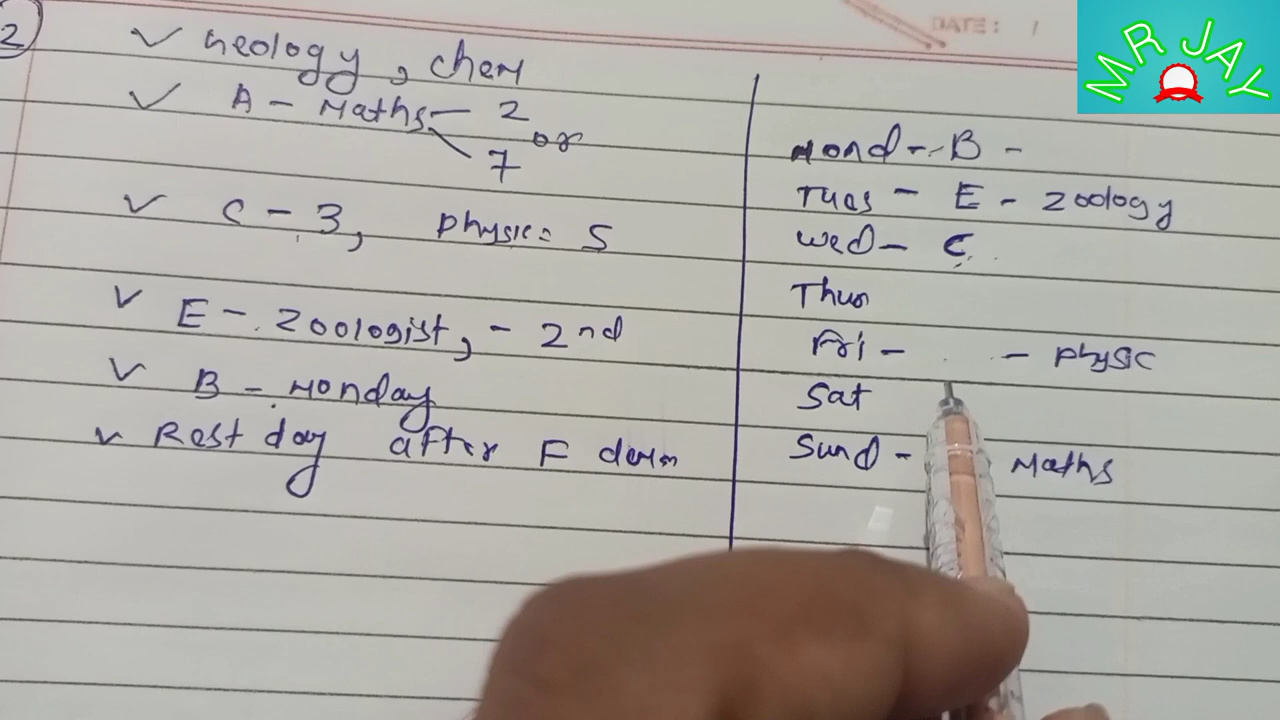 2
✓ Geology, chem
✓ A - Maths - 2
or
7
✓ C - 3, Physic = 5
✓ E - Zoologist, - 2nd
✓ B - Monday
✓ Rest day after F
DATE: /
MR JAY
Mond - B -
Tues - E - Zoology
Wed - C
Thur
Fri - - Physic
Sat
Sund - Maths